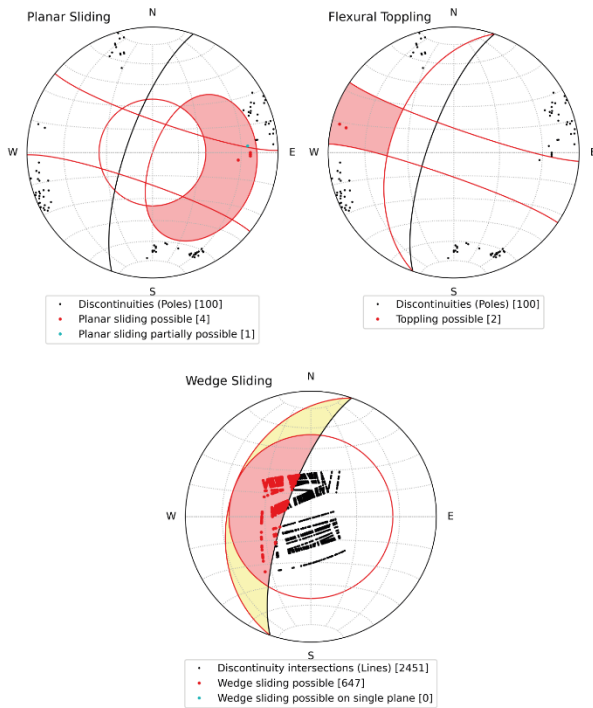 Planar Sliding
N
W
E
S
Discontinuities (Poles) [100]
Planar sliding possible [4]
Planar sliding partially possible [1]
Flexural Toppling
N
W
E
S
Discontinuities (Poles) [100]
Toppling possible [2]
Wedge Sliding
N
W
E
S
Discontinuity intersections (Lines) [2451]
Wedge sliding possible [647]
Wedge sliding possible on single plane [0]